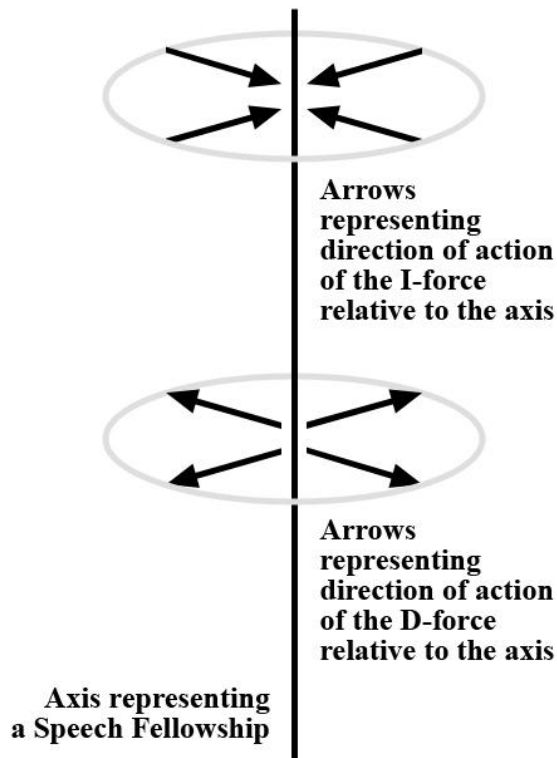 Arrows
representing
direction of action
of the I-force
relative to the axis
Arrows
representing
direction of action
of the D-force
relative to the axis
Axis representing
a Speech Fellowship